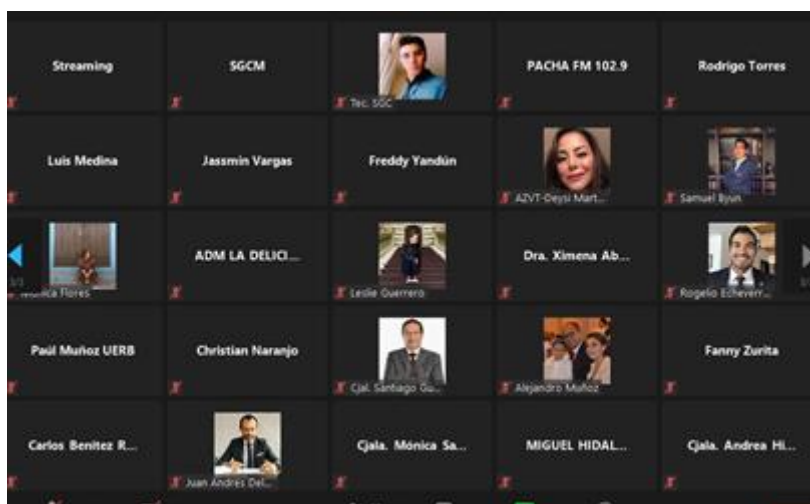 Streaming
SGCM
Tec. SGC
PACHA FM 102.9
Rodrigo Torres
Luis Medina
Jassmin Vargas
Freddy Yandún
AZVT-Deysi Mart...
Samuel Byun
Mónica Flores
ADM LA DELICI...
Leslie Guerrero
Dra. Ximena Ab...
Rogelio Echeverr...
Paúl Muñoz UERB
Christian Naranjo
Cjal. Santiago Gu...
Alejandro Muñoz
Fanny Zurita
Carlos Benitez R...
Juan Andrés Del...
Cjala. Mónica Sa...
MIGUEL HIDAL...
Cjala. Andrea Hi...